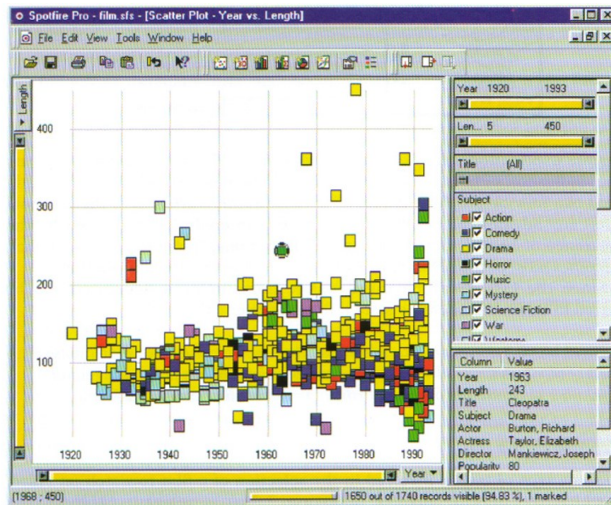 Spotfire Pro - film.sfs - [Scatter Plot - Year vs. Length]
File Edit View Tools Window Help
Length
400
300
200
100
1920 1930 1940 1950 1960 1970 1980 1990
Year
Year 1920 1993
Len... 5 450
Title (All)
Subject
Action
Comedy
Drama
Horror
Music
Mystery
Science Fiction
War
Column Value
Year 1963
Length 243
Title Cleopatra
Subject Drama
Actor Burton, Richard
Actress Taylor, Elizabeth
Director Mankiewicz, Joseph
Popularity 80
(1968 ; 450)
1650 out of 1740 records visible (94.83 %), 1 marked